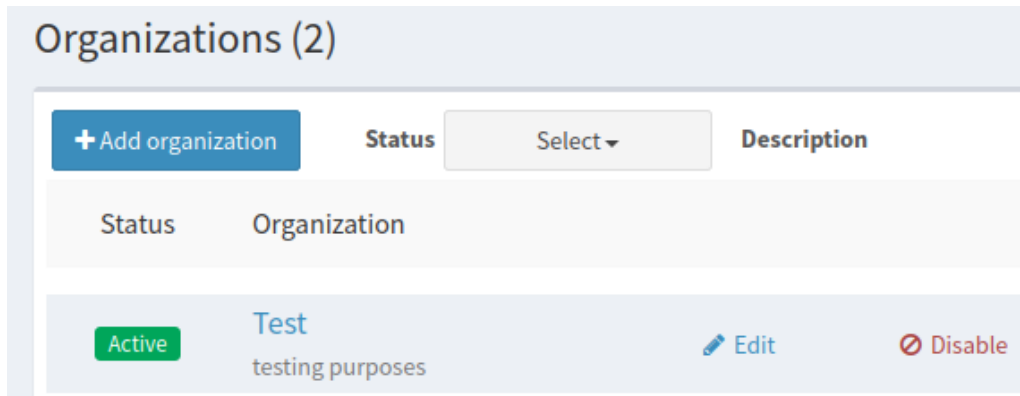 Organizations (2)
Add organization Status Select Description
Status Organization
Active Test Edit Disable
testing purposes